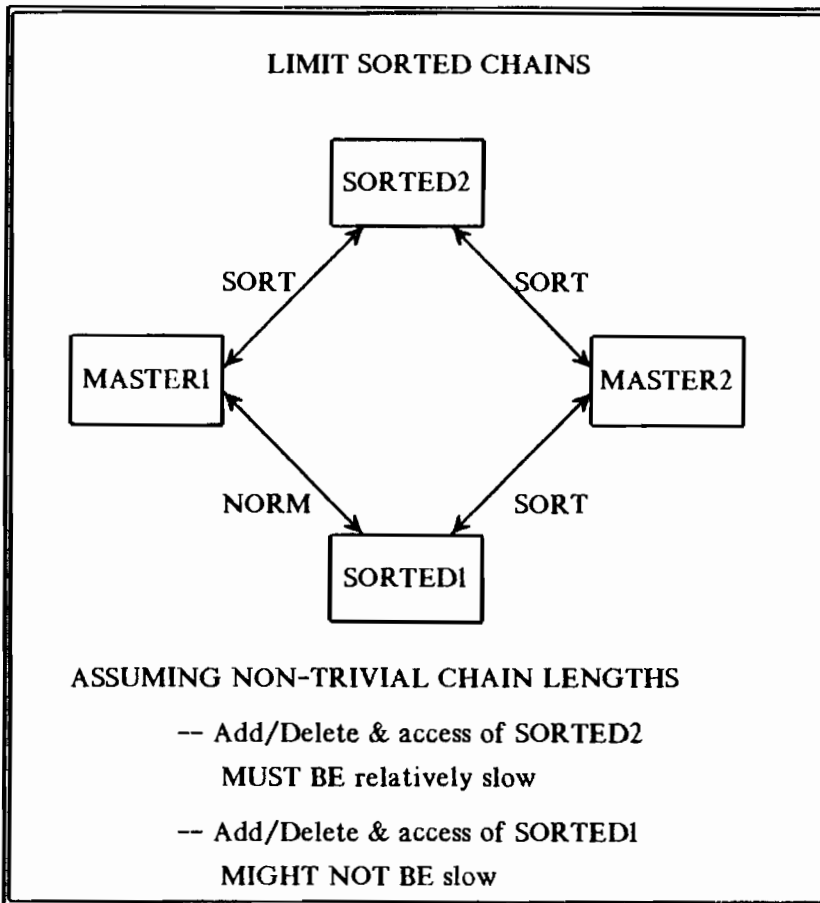 LIMIT SORTED CHAINS
SORTED2
SORT
SORT
MASTER1
MASTER2
NORM
SORT
SORTED1
ASSUMING NON-TRIVIAL CHAIN LENGTHS
-- Add/Delete & access of SORTED2
MUST BE relatively slow
-- Add/Delete & access of SORTED1
MIGHT NOT BE slow